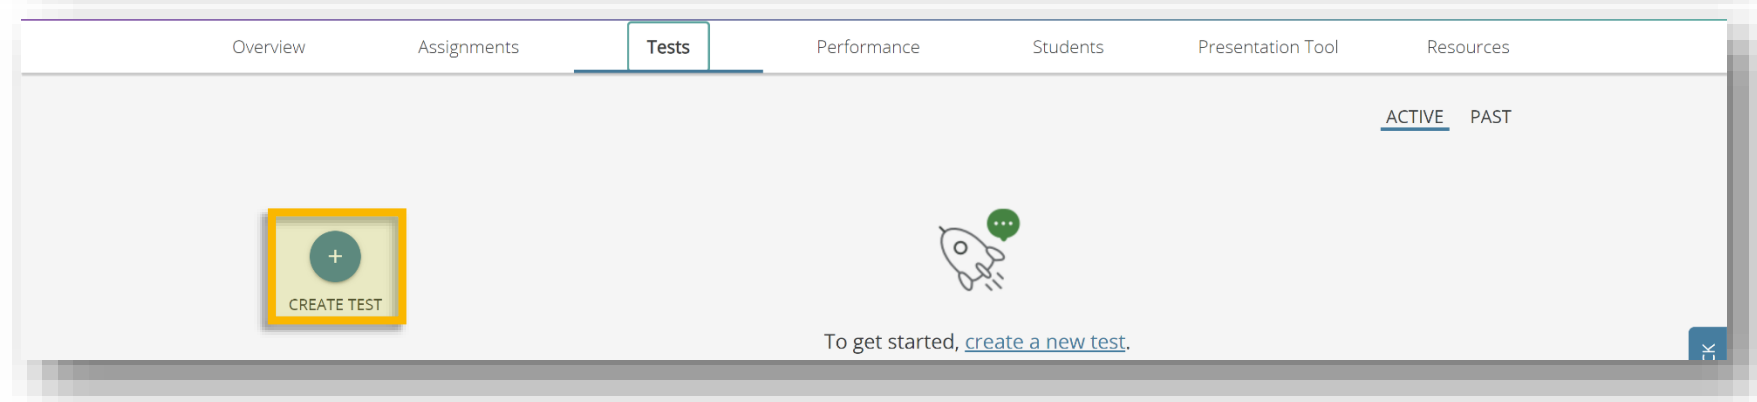 Overview Assignments Tests Performance Students Presentation Tool Resources
ACTIVE PAST
+
CREATE TEST
To get started, create a new test.